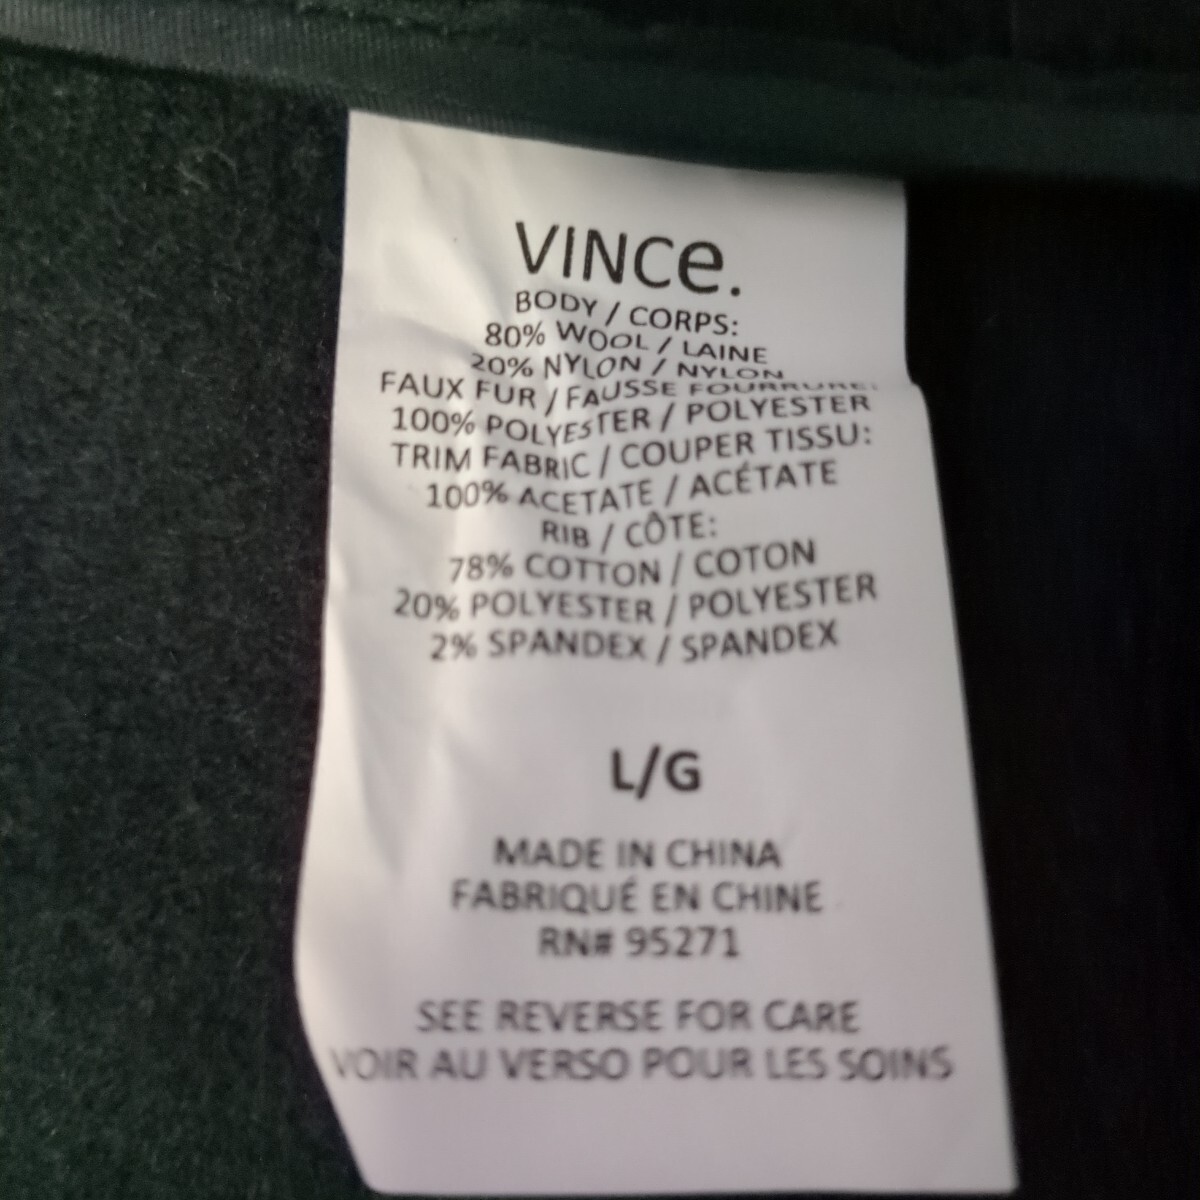 VINCe.
BODY / CORPS:
80% WOOL / LAINE
20% NYLON / NYLON
FAUX FUR / FAUSSE FOURRURE:
100% POLYESTER / POLYESTER
TRIM FABRIC / COUPER TISSU:
100% ACETATE / ACÉTATE
RIB / CÔTE:
78% COTTON / COTON
20% POLYESTER / POLYESTER
2% SPANDEX / SPANDEX
L/G
MADE IN CHINA
FABRIQUÉ EN CHINE
RN# 95271
SEE REVERSE FOR CARE
VOIR AU VERSO POUR LES SOINS